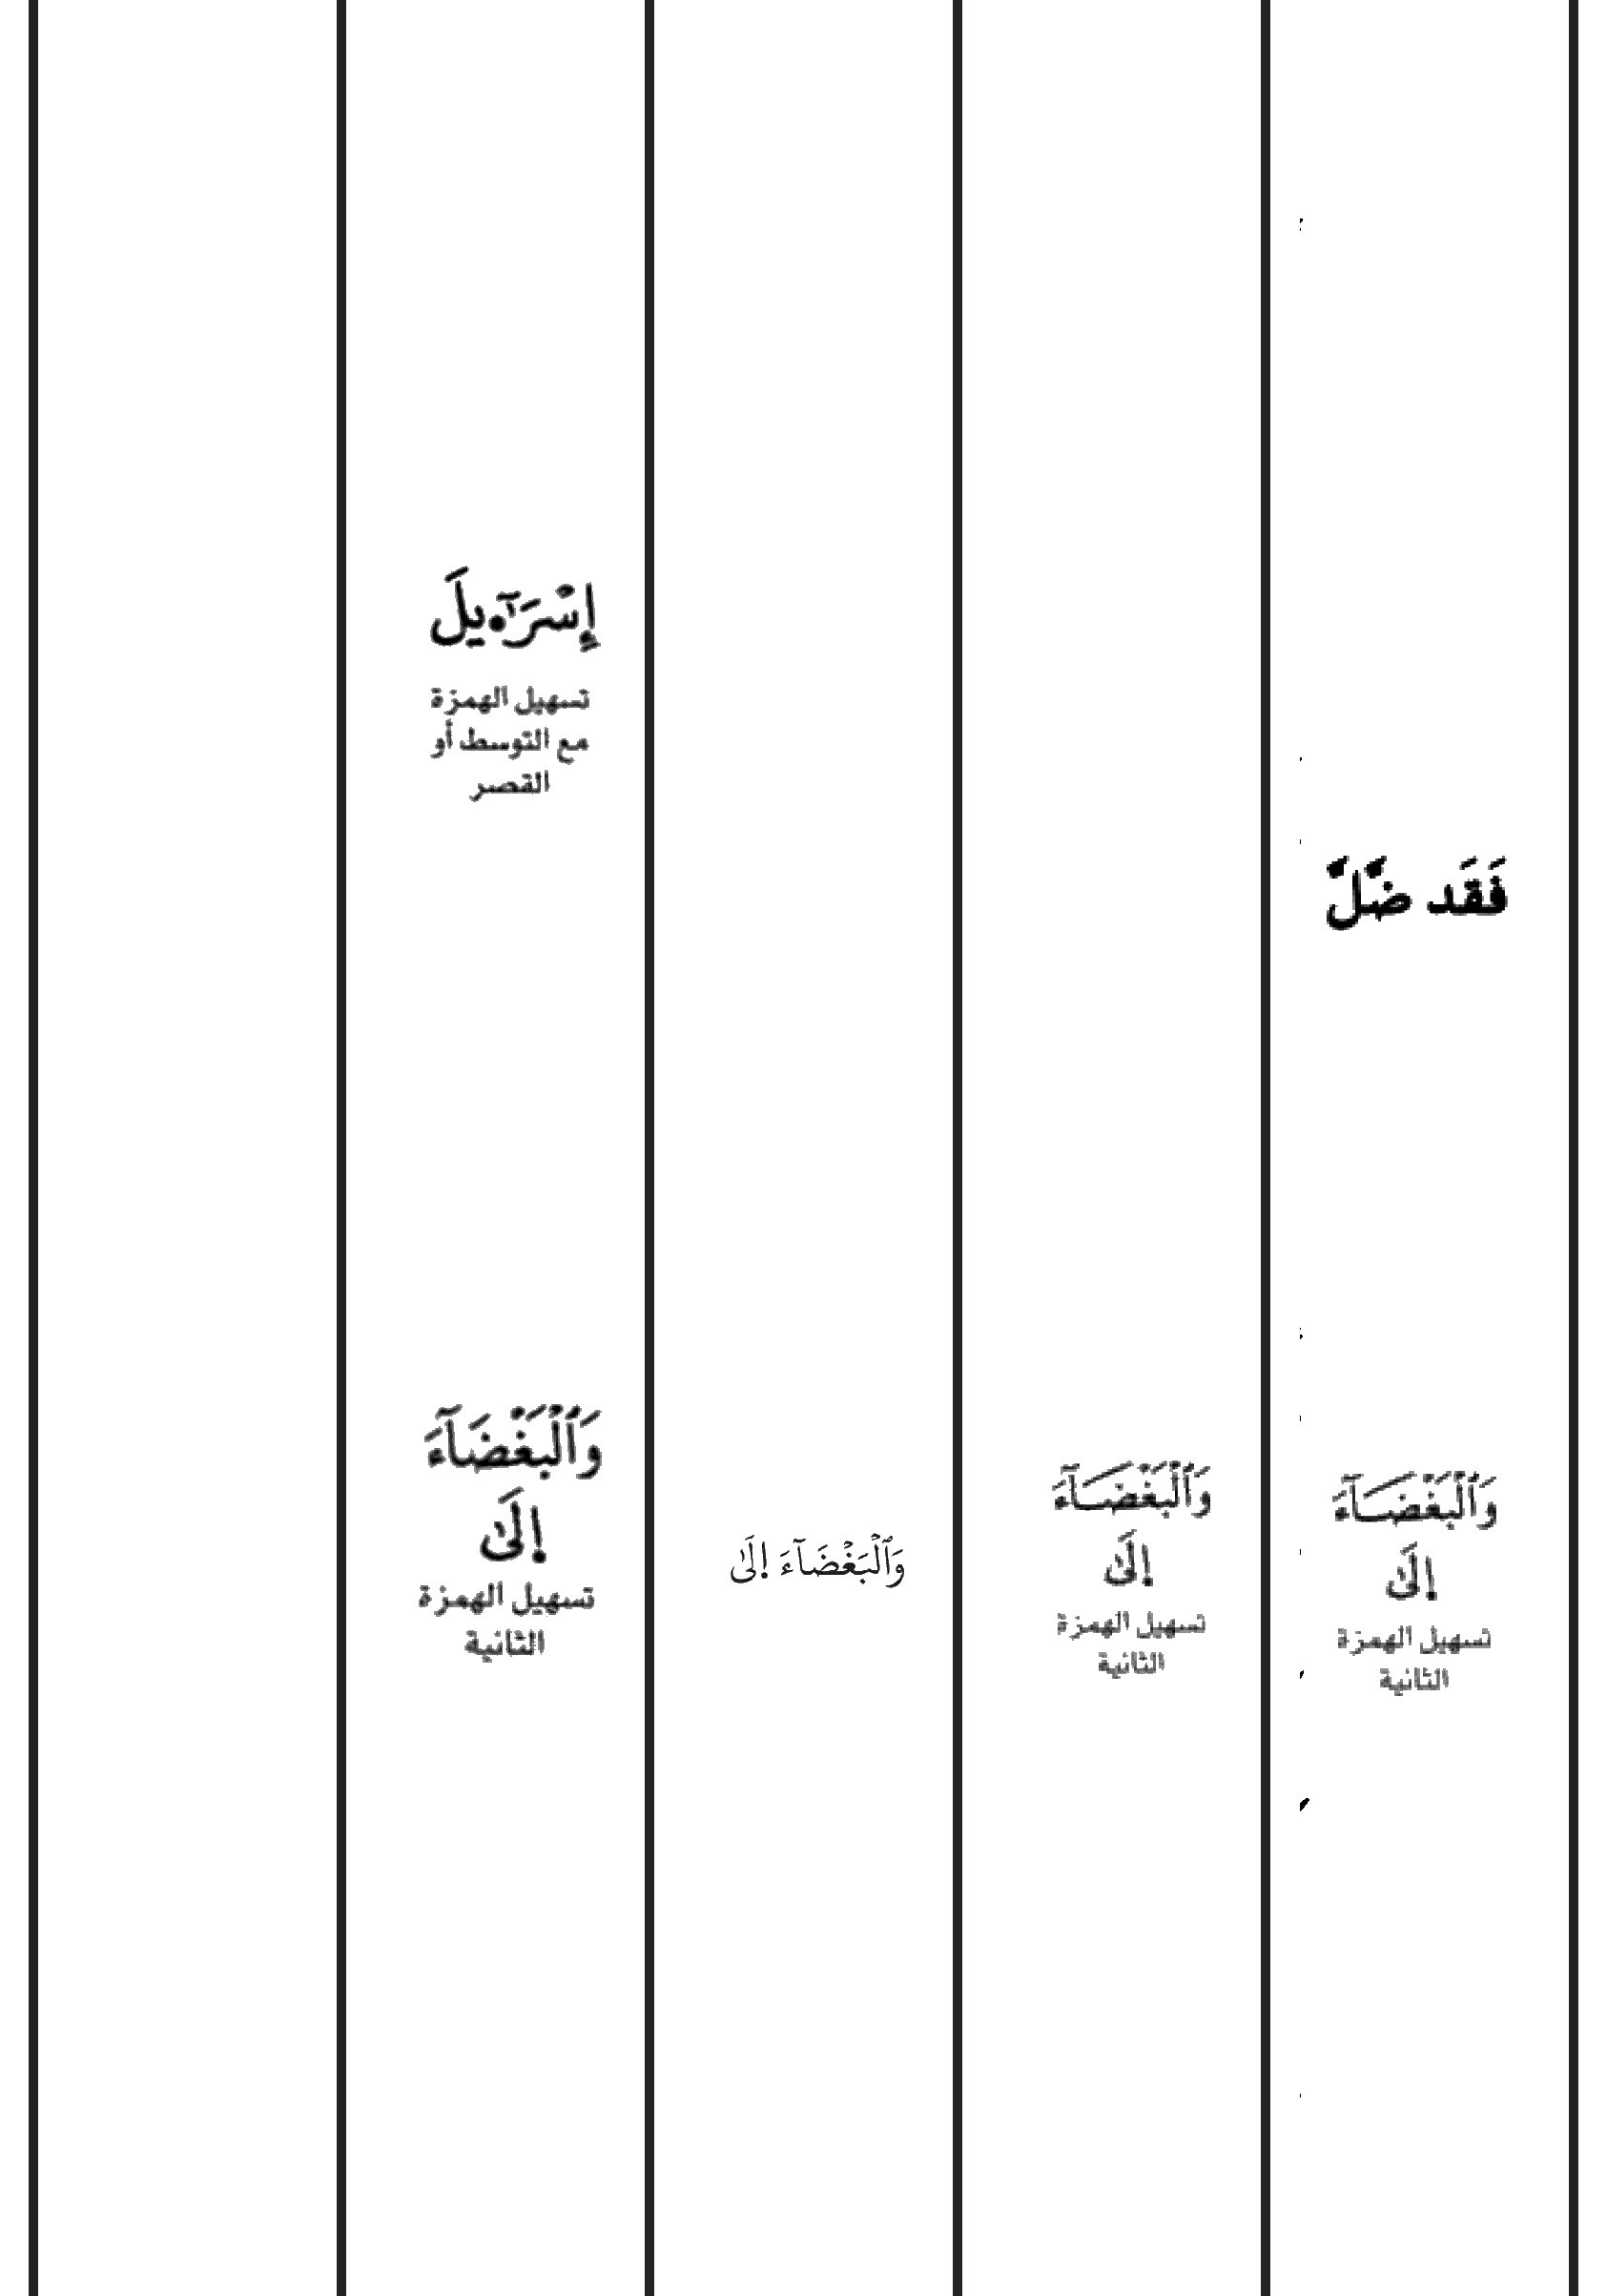 فَقَد ضَّلَّ
وَٱلْبَغْضَآءَ
اِ۪لَىٰ
تسهيل الهمزة
الثانية
وَٱلْبَغْضَآءَ
اِ۪لَىٰ
تسهيل الهمزة
الثانية
وَٱلْبَغْضَآءَ اِ۪لَىٰ
إِسْرَـٰٓ•يلَ
تسهيل الهمزة
مع التوسط أو
القصر
وَٱلْبَغْضَآءَ
اِ۪لَىٰ
تسهيل الهمزة
الثانية